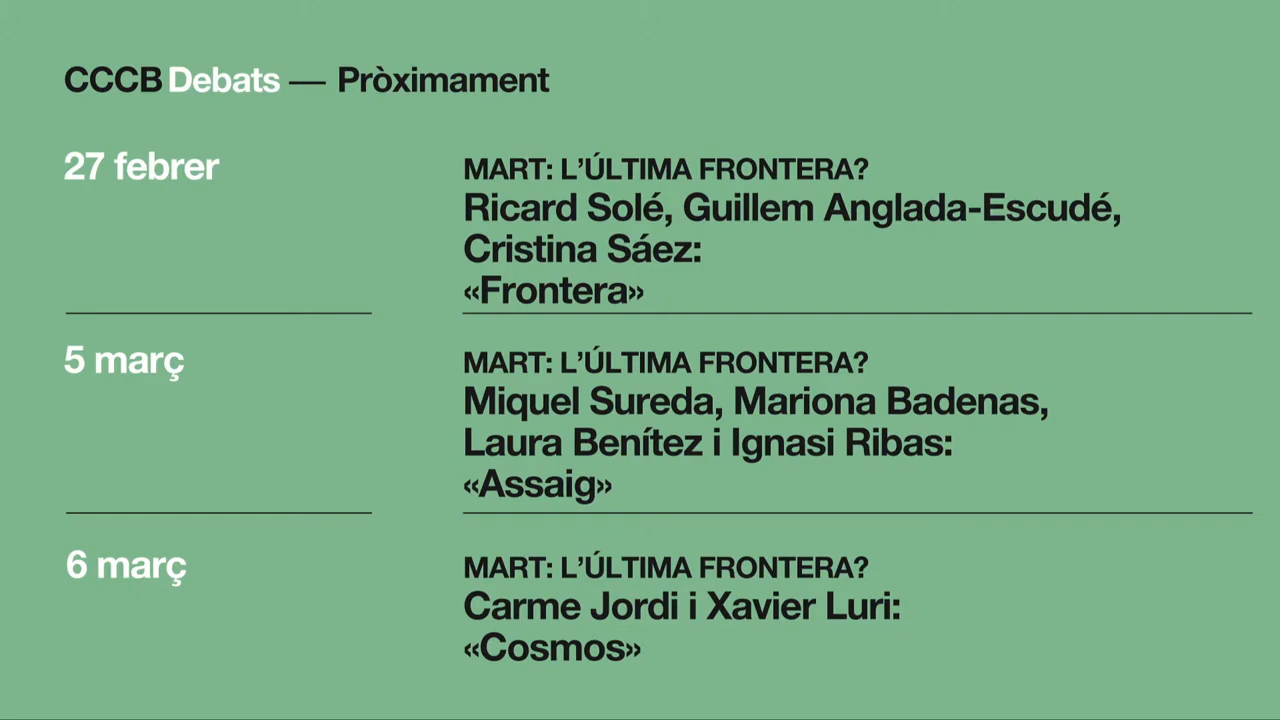 CCCB Debats — Pròximament
27 febrer
MART: L’ÚLTIMA FRONTERA?
Ricard Solé, Guillem Anglada-Escudé,
Cristina Sáez:
«Frontera»
5 març
MART: L’ÚLTIMA FRONTERA?
Miquel Sureda, Mariona Badenas,
Laura Benítez i Ignasi Ribas:
«Assaig»
6 març
MART: L’ÚLTIMA FRONTERA?
Carme Jordi i Xavier Luri:
«Cosmos»